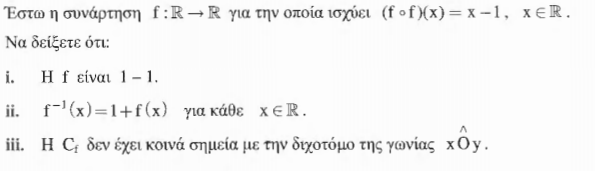 Έστω η συνάρτηση f : ℝ → ℝ για την οποία ισχύει (f ∘ f)(x) = x − 1 , x ∈ ℝ .
Να δείξετε ότι:
i. Η f είναι 1 − 1.
ii. f⁻¹(x) = 1 + f(x) για κάθε x ∈ ℝ .
iii. Η C_f δεν έχει κοινά σημεία με την διχοτόμο της γωνίας xÔy .